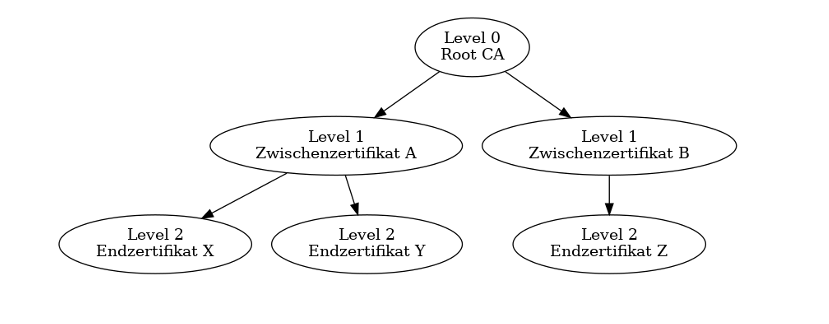 Level 0
Root CA
Level 1
Zwischenzertifikat A
Level 1
Zwischenzertifikat B
Level 2
Endzertifikat X
Level 2
Endzertifikat Y
Level 2
Endzertifikat Z